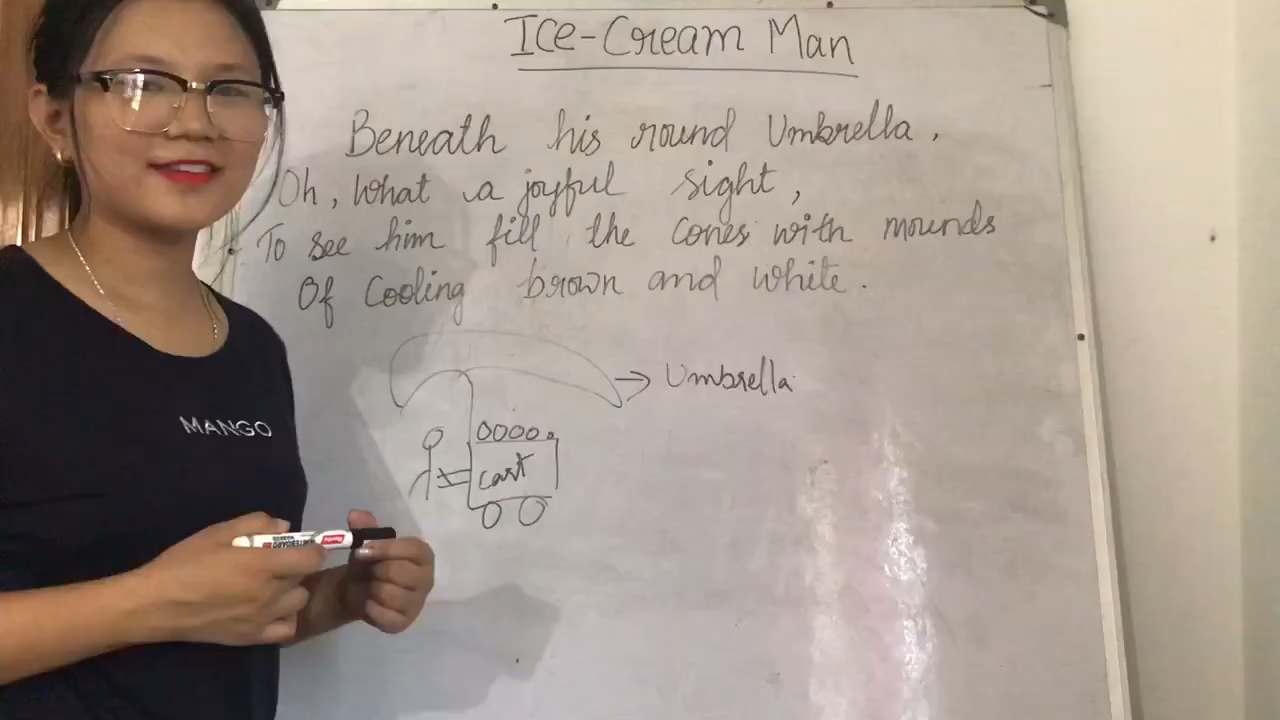 ICe-Cream Man
Beneath his round Umbrella,
Oh, what a joyful sight,
To see him fill the cones with mounds
Of Cooling brown and white.
Umbrella
cart
MANGO